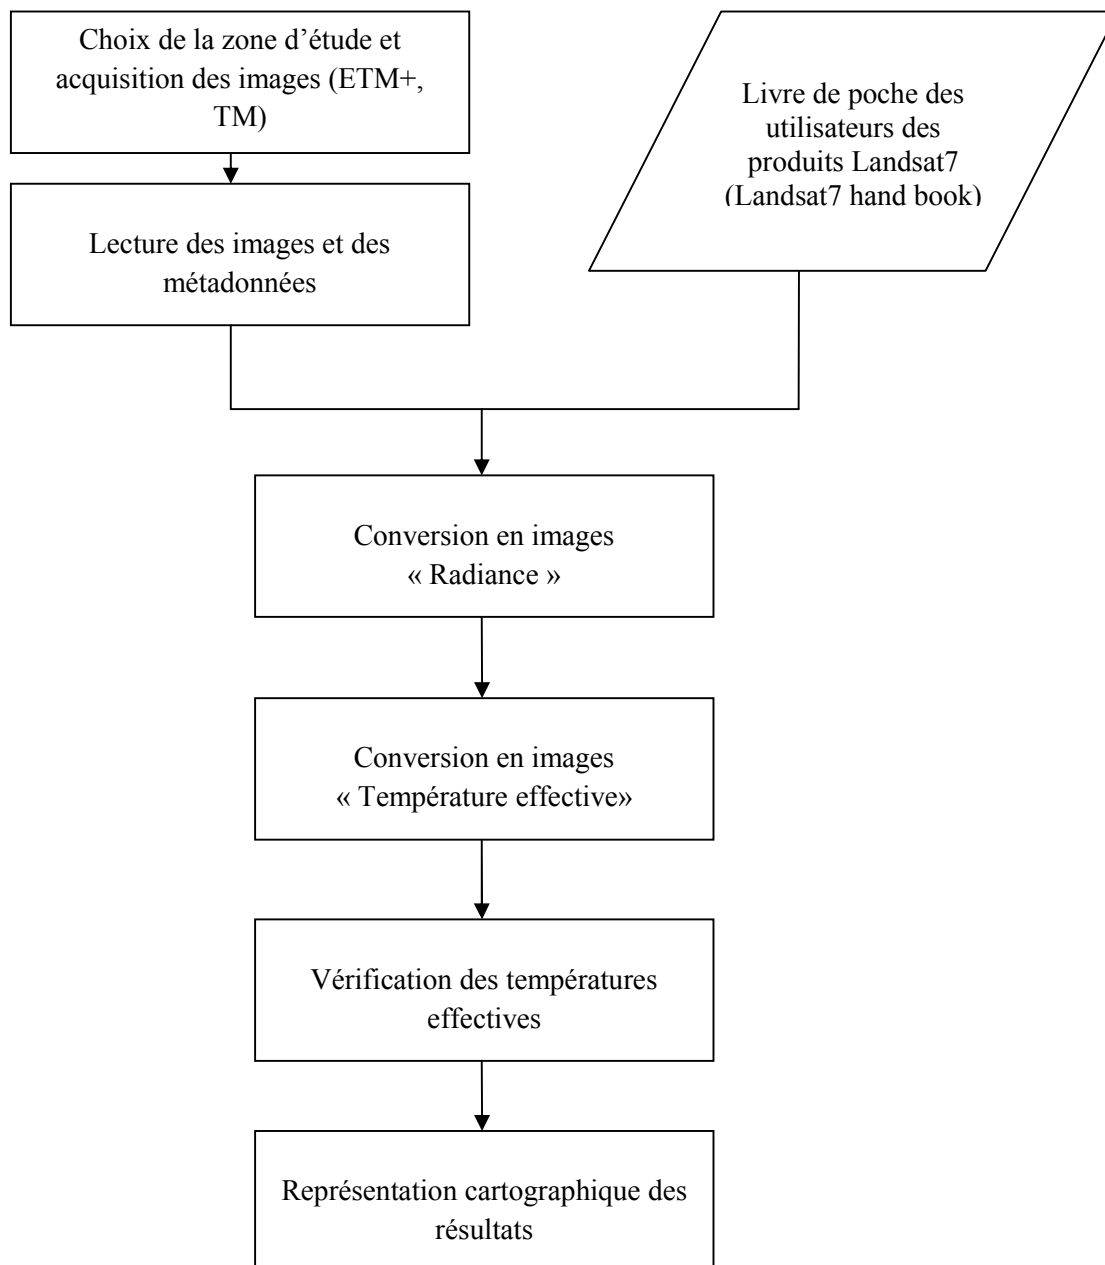 Choix de la zone d’étude et
acquisition des images (ETM+,
TM)
Livre de poche des
utilisateurs des
produits Landsat7
(Landsat7 hand book)
Lecture des images et des
métadonnées
Conversion en images
« Radiance »
Conversion en images
« Température effective»
Vérification des températures
effectives
Représentation cartographique des
résultats